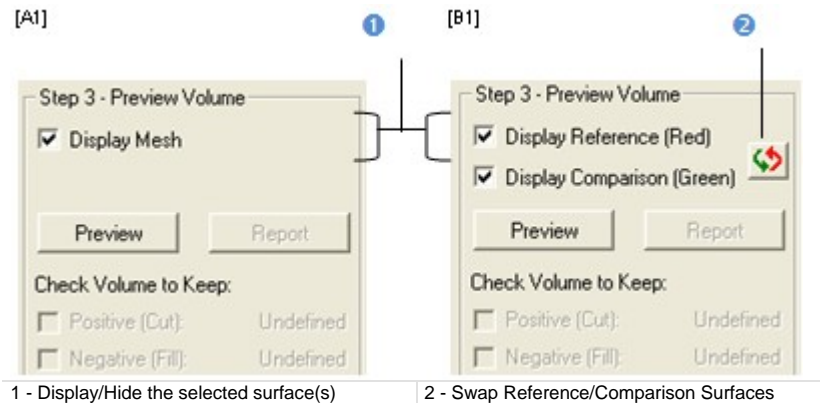 [A1]
1
[B1]
2
Step 3 - Preview Volume
Display Mesh
Preview
Report
Check Volume to Keep:
Positive (Cut):
Undefined
Negative (Fill):
Undefined
Step 3 - Preview Volume
Display Reference (Red)
Display Comparison (Green)
Preview
Report
Check Volume to Keep:
Positive (Cut):
Undefined
Negative (Fill):
Undefined
1 - Display/Hide the selected surface(s)
2 - Swap Reference/Comparison Surfaces